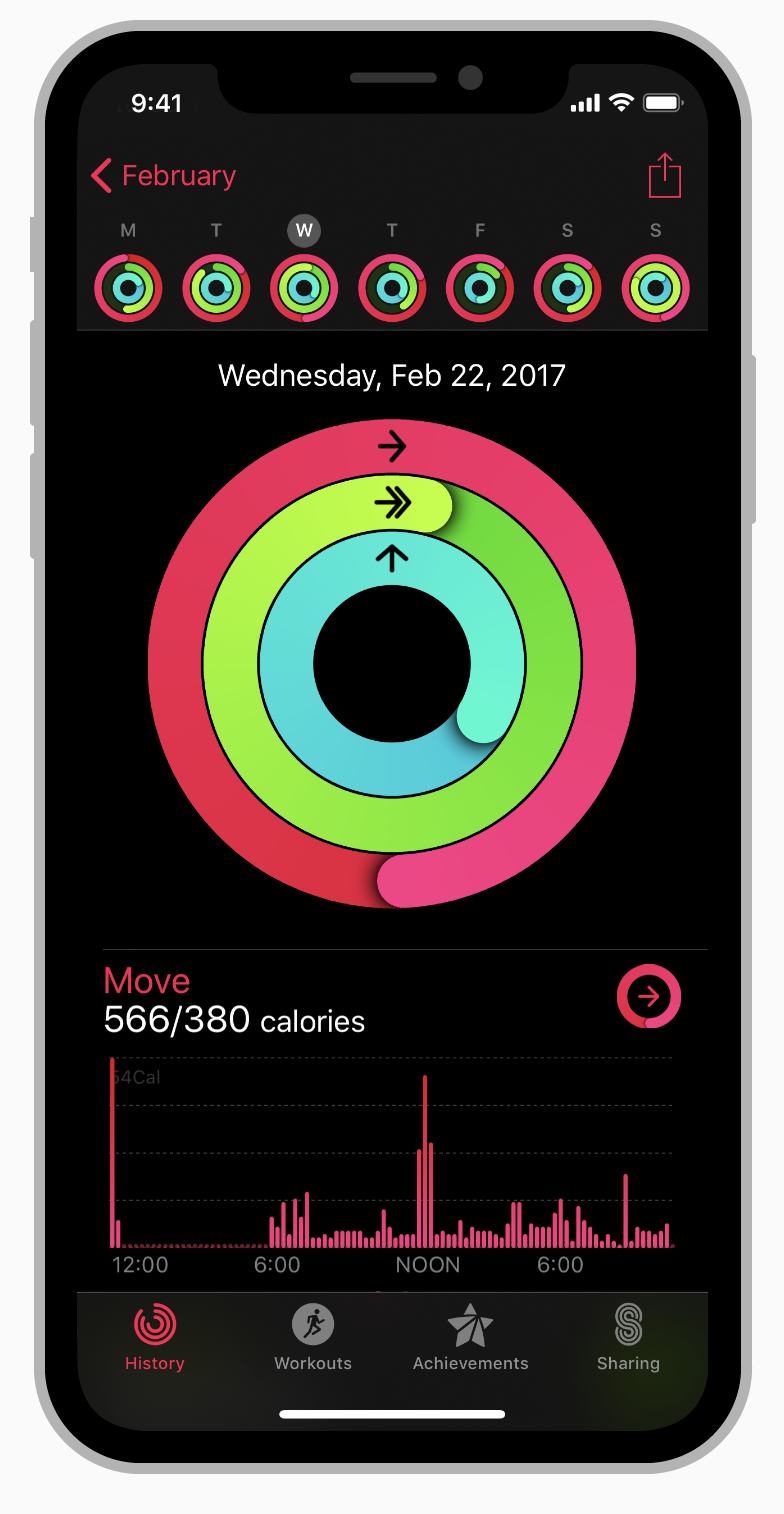 9:41
February
M T W T F S S
Wednesday, Feb 22, 2017
Move
566/380 calories
54Cal
12:00 6:00 NOON 6:00
History Workouts Achievements Sharing